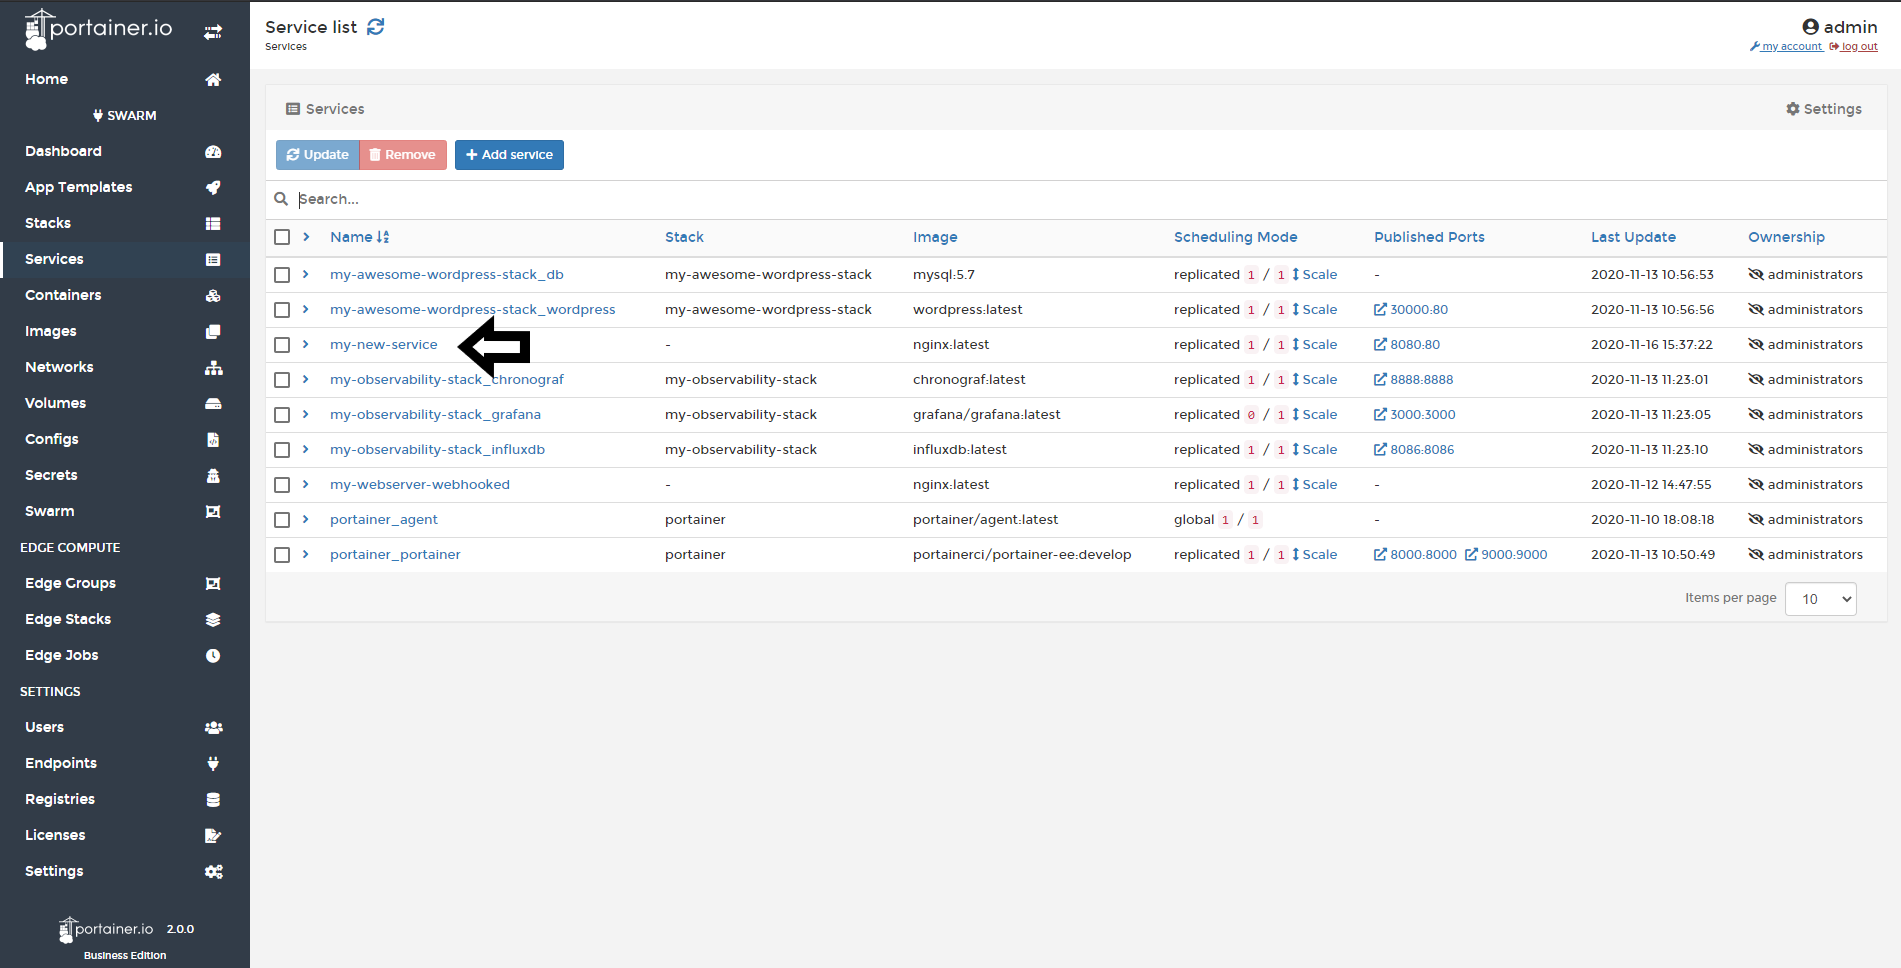 portainer.io
Home
SWARM
Dashboard
App Templates
Stacks
Services
Containers
Images
Networks
Volumes
Configs
Secrets
Swarm
EDGE COMPUTE
Edge Groups
Edge Stacks
Edge Jobs
SETTINGS
Users
Endpoints
Registries
Licenses
Settings
portainer.io 2.0.0
Business Edition
Service list
Services
admin
my account log out
Services Settings
Update Remove Add service
Search...
Name Stack Image Scheduling Mode Published Ports Last Update Ownership
my-awesome-wordpress-stack_db my-awesome-wordpress-stack mysql:5.7 replicated 1 / 1 Scale - 2020-11-13 10:56:53 administrators
my-awesome-wordpress-stack_wordpress my-awesome-wordpress-stack wordpress:latest replicated 1 / 1 Scale 30000:80 2020-11-13 10:56:56 administrators
my-new-service - nginx:latest replicated 1 / 1 Scale 8080:80 2020-11-16 15:37:22 administrators
my-observability-stack_chronograf my-observability-stack chronograf:latest replicated 1 / 1 Scale 8888:8888 2020-11-13 11:23:01 administrators
my-observability-stack_grafana my-observability-stack grafana/grafana:latest replicated 0 / 1 Scale 3000:3000 2020-11-13 11:23:05 administrators
my-observability-stack_influxdb my-observability-stack influxdb:latest replicated 1 / 1 Scale 8086:8086 2020-11-13 11:23:10 administrators
my-webserver-webhooked - nginx:latest replicated 1 / 1 Scale - 2020-11-12 14:47:55 administrators
portainer_agent portainer portainer/agent:latest global 1 / 1 - 2020-11-10 18:08:18 administrators
portainer_portainer portainer portainerci/portainer-ee:develop replicated 1 / 1 Scale 8000:8000 9000:9000 2020-11-13 10:50:49 administrators
Items per page 10